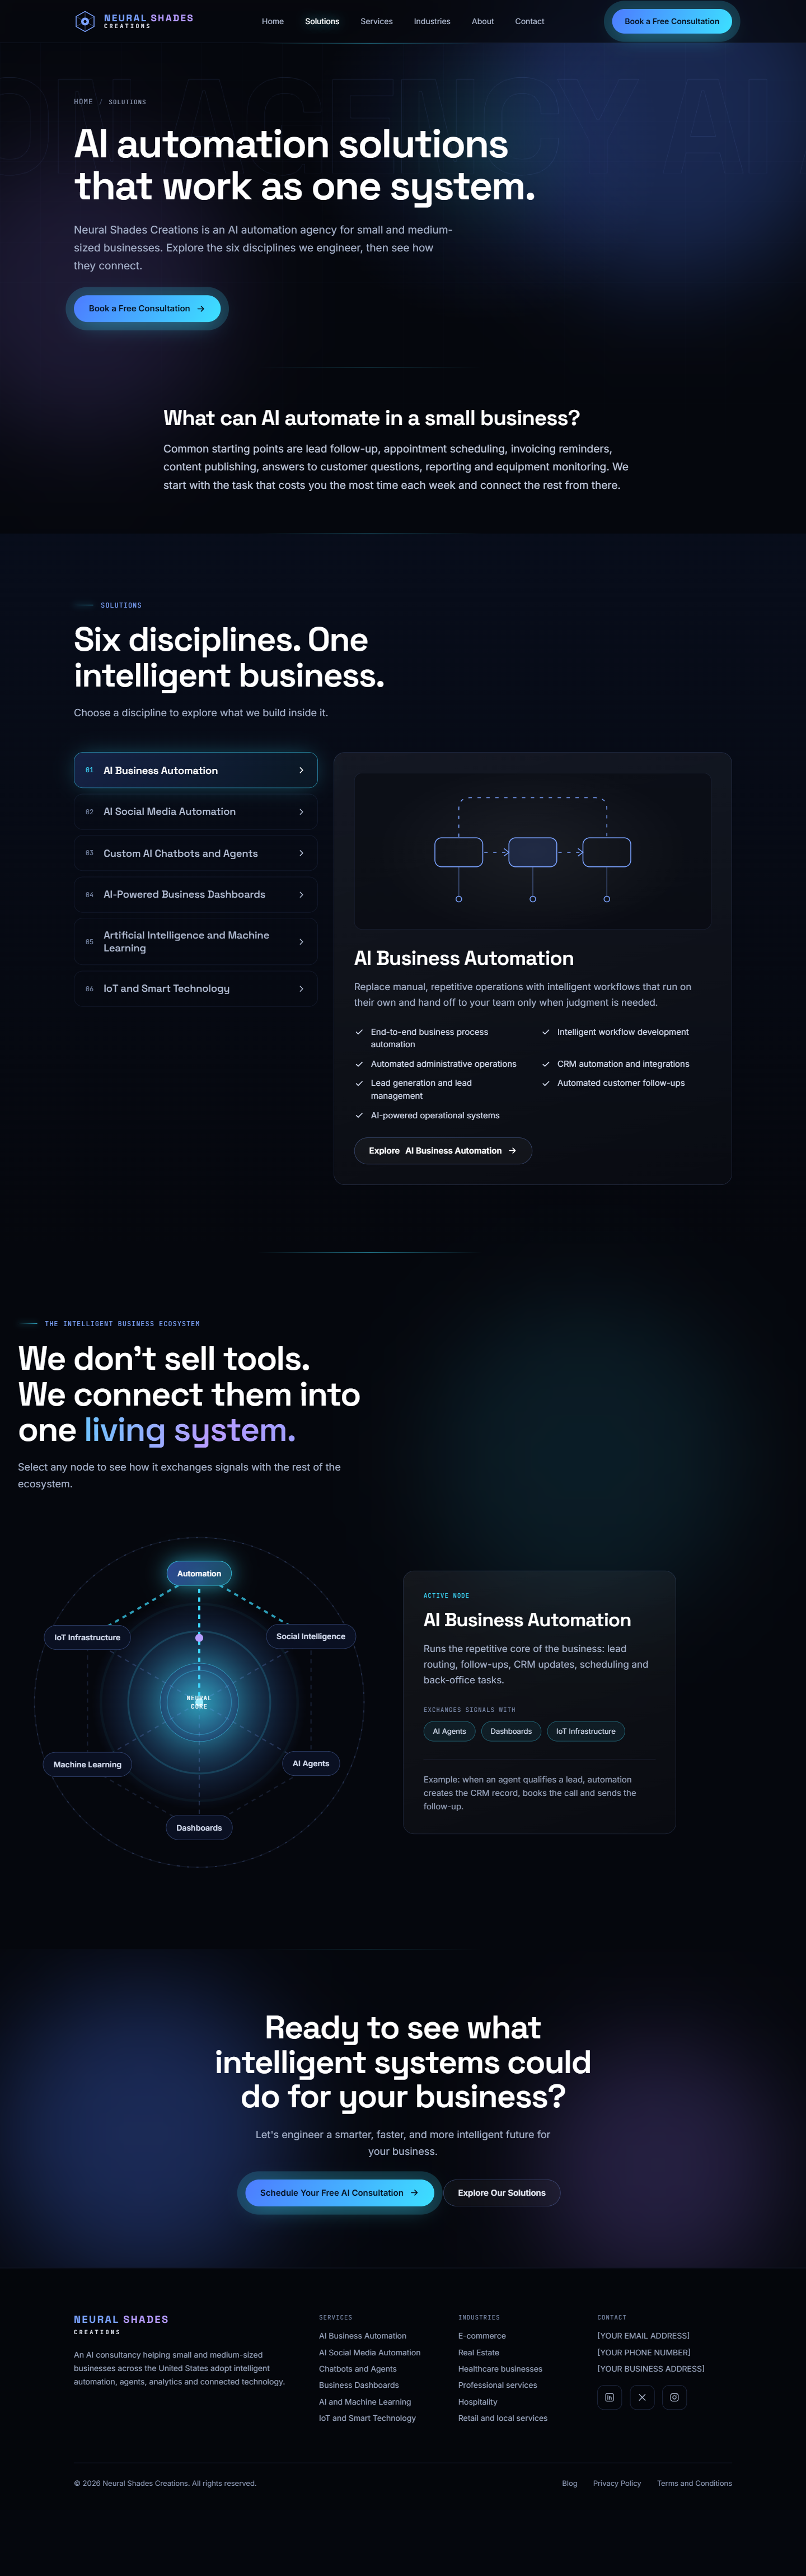 NEURAL SHADES
CREATIONS
Home
Solutions
Services
Industries
About
Contact
Book a Free Consultation
ON AGENCY AI
HOME / SOLUTIONS
AI automation solutions
that work as one system.
Neural Shades Creations is an AI automation agency for small and medium-
sized businesses. Explore the six disciplines we engineer, then see how
they connect.
Book a Free Consultation →
What can AI automate in a small business?
Common starting points are lead follow-up, appointment scheduling, invoicing reminders,
content publishing, answers to customer questions, reporting and equipment monitoring. We
start with the task that costs you the most time each week and connect the rest from there.
SOLUTIONS
Six disciplines. One
intelligent business.
Choose a discipline to explore what we build inside it.
01 AI Business Automation
02 AI Social Media Automation
03 Custom AI Chatbots and Agents
04 AI-Powered Business Dashboards
05 Artificial Intelligence and Machine
Learning
06 IoT and Smart Technology
AI Business Automation
Replace manual, repetitive operations with intelligent workflows that run on
their own and hand off to your team only when judgment is needed.
End-to-end business process
automation
Intelligent workflow development
Automated administrative operations
CRM automation and integrations
Lead generation and lead
management
Automated customer follow-ups
AI-powered operational systems
Explore AI Business Automation →
THE INTELLIGENT BUSINESS ECOSYSTEM
We don't sell tools.
We connect them into
one living system.
Select any node to see how it exchanges signals with the rest of the
ecosystem.
Automation
IoT Infrastructure
Social Intelligence
NEURAL
CORE
Machine Learning
AI Agents
Dashboards
ACTIVE NODE
AI Business Automation
Runs the repetitive core of the business: lead
routing, follow-ups, CRM updates, scheduling and
back-office tasks.
EXCHANGES SIGNALS WITH
AI Agents
Dashboards
IoT Infrastructure
Example: when an agent qualifies a lead, automation
creates the CRM record, books the call and sends the
follow-up.
Ready to see what
intelligent systems could
do for your business?
Let's engineer a smarter, faster, and more intelligent future for
your business.
Schedule Your Free AI Consultation →
Explore Our Solutions
NEURAL SHADES
CREATIONS
An AI consultancy helping small and medium-sized
businesses across the United States adopt intelligent
automation, agents, analytics and connected technology.
SERVICES
AI Business Automation
AI Social Media Automation
Chatbots and Agents
Business Dashboards
AI and Machine Learning
IoT and Smart Technology
INDUSTRIES
E-commerce
Real Estate
Healthcare businesses
Professional services
Hospitality
Retail and local services
CONTACT
[YOUR EMAIL ADDRESS]
[YOUR PHONE NUMBER]
[YOUR BUSINESS ADDRESS]
© 2026 Neural Shades Creations. All rights reserved.
Blog
Privacy Policy
Terms and Conditions